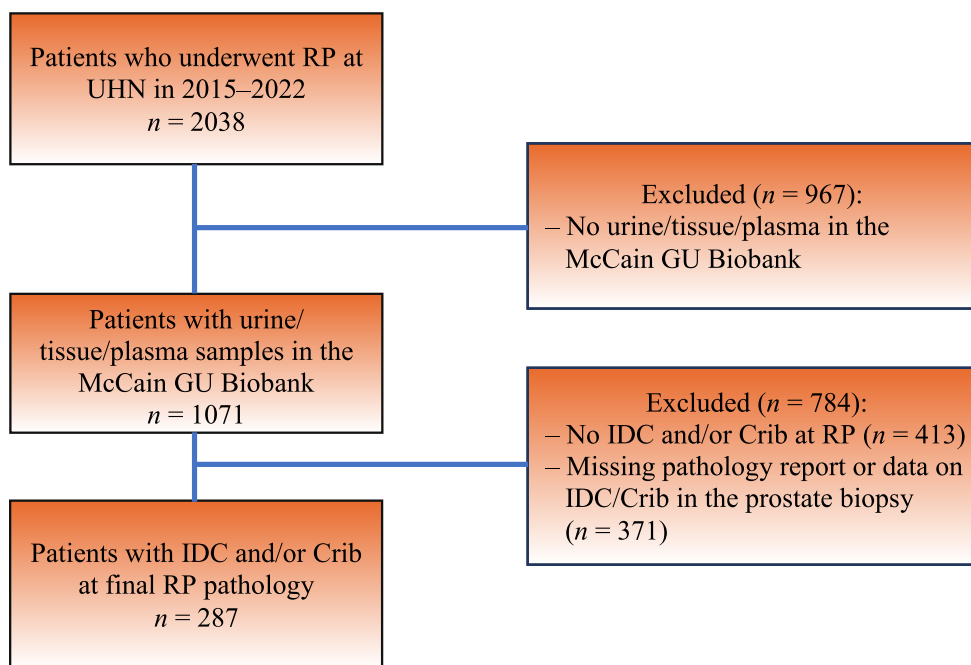 Patients who underwent RP at
UHN in 2015–2022
n = 2038
Excluded (n = 967):
– No urine/tissue/plasma in the
McCain GU Biobank
Patients with urine/
tissue/plasma samples in the
McCain GU Biobank
n = 1071
Excluded (n = 784):
– No IDC and/or Crib at RP (n = 413)
– Missing pathology report or data on
IDC/Crib in the prostate biopsy
(n = 371)
Patients with IDC and/or Crib
at final RP pathology
n = 287